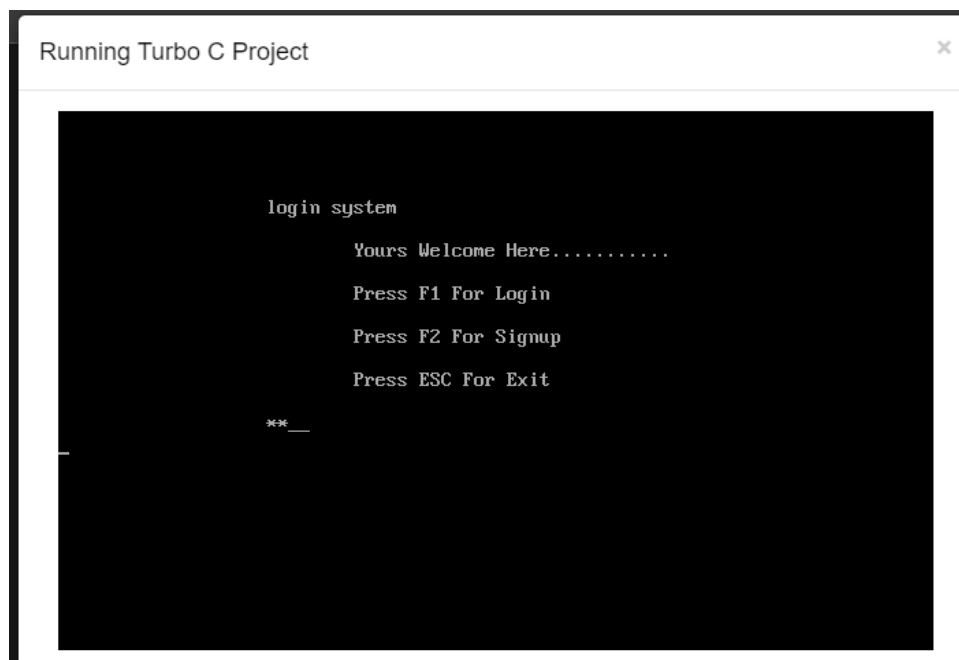 Running Turbo C Project ×
login system
Yours Welcome Here...........
Press F1 For Login
Press F2 For Signup
Press ESC For Exit
**__